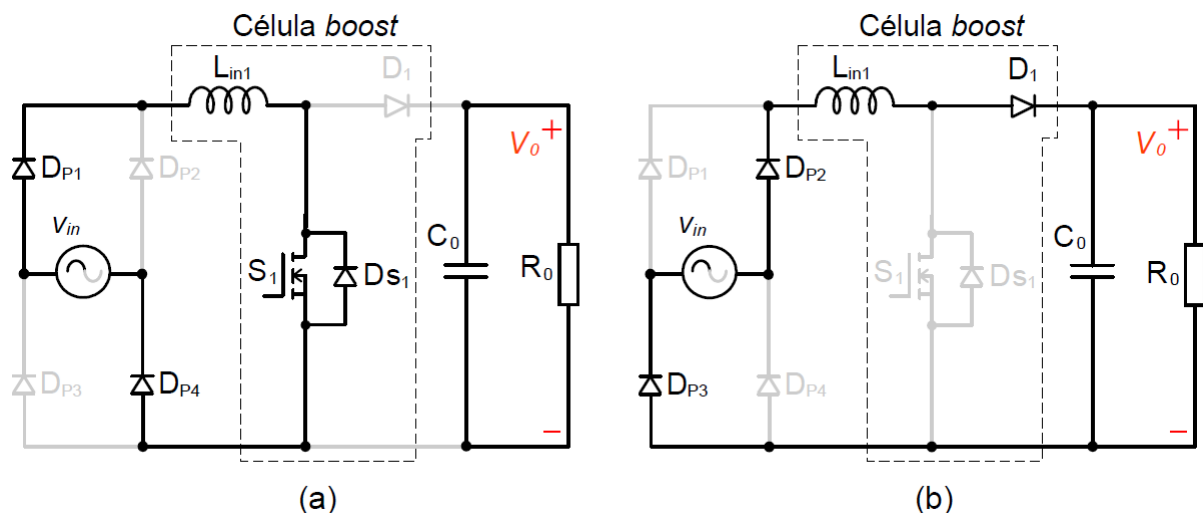 Célula boost
Lin1
D1
DP1
DP2
vin
S1
Ds1
C0
R0
V0
+
−
DP3
DP4
(a)
Célula boost
Lin1
D1
DP1
DP2
vin
S1
Ds1
C0
R0
V0
+
−
DP3
DP4
(b)